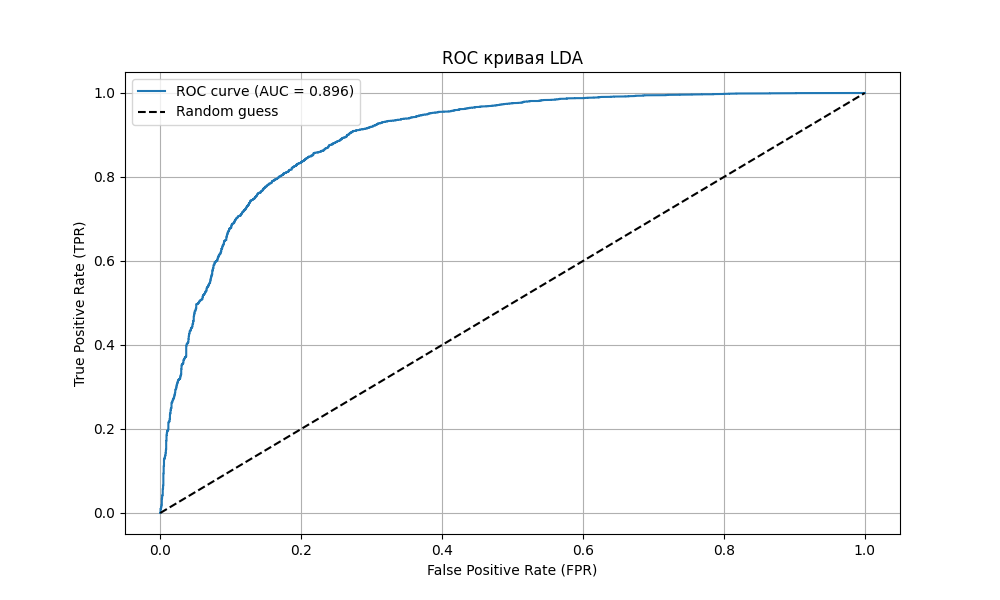 ROC кривая LDA
ROC curve (AUC = 0.896)
Random guess
True Positive Rate (TPR)
1.0
0.8
0.6
0.4
0.2
0.0
0.0 0.2 0.4 0.6 0.8 1.0
False Positive Rate (FPR)